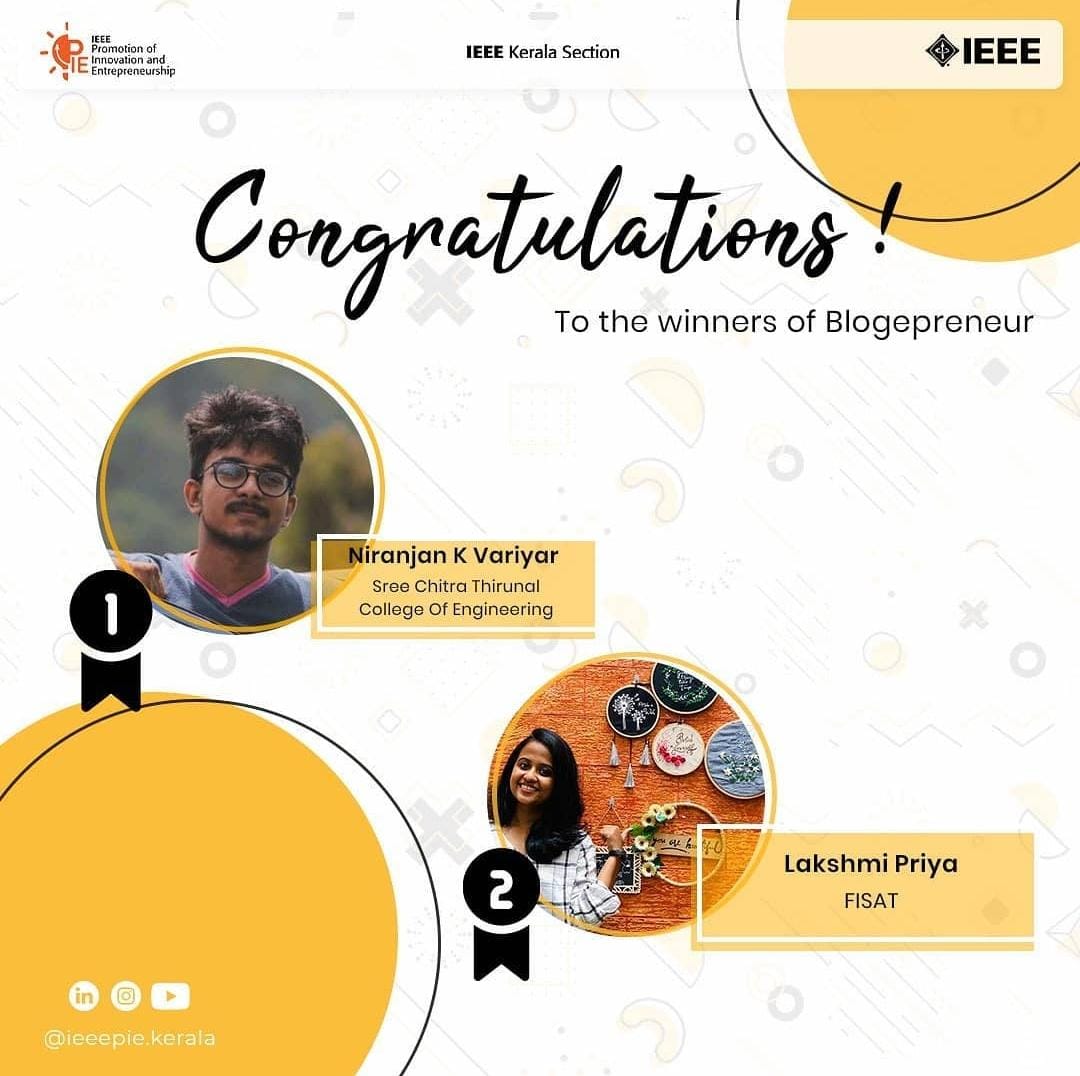 IEEE
Promotion of
Innovation and
Entrepreneurship
PIE
IEEE Kerala Section
IEEE
Congratulations !
To the winners of Blogepreneur
Niranjan K Variyar
Sree Chitra Thirunal
College Of Engineering
1
Lakshmi Priya
FISAT
2
in
@ieeepie.kerala